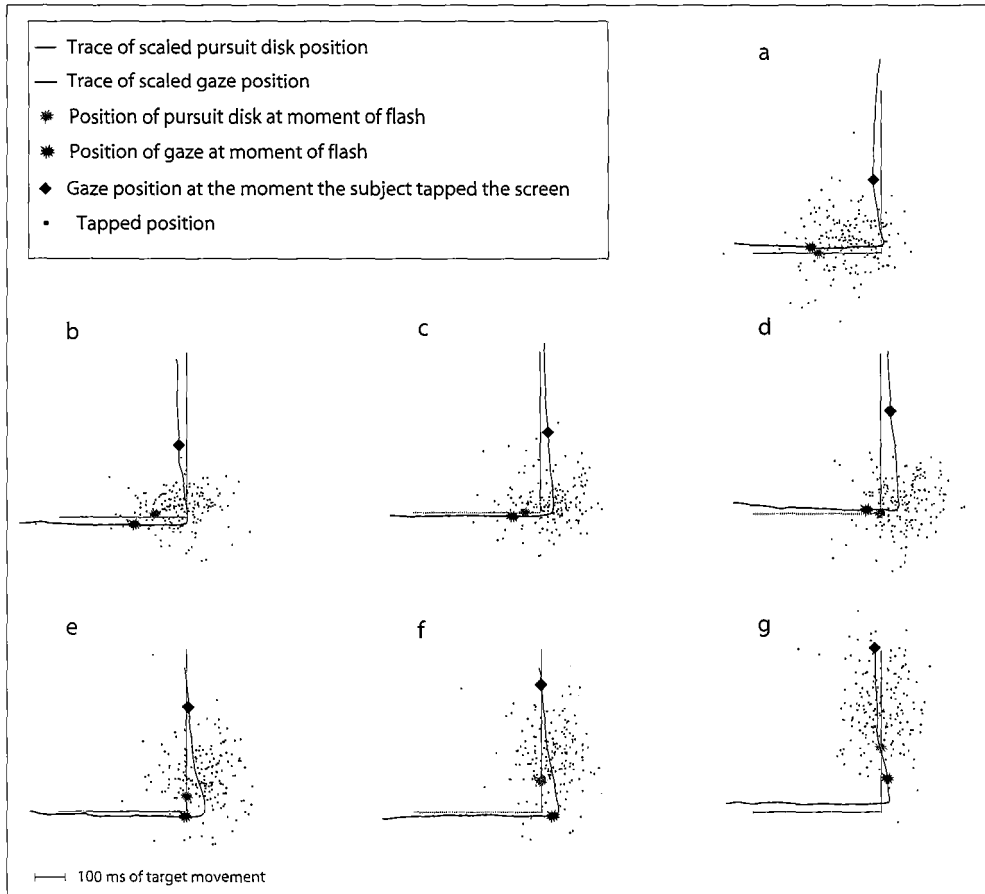 Trace of scaled pursuit disk position
a
Trace of scaled gaze position
Position of pursuit disk at moment of flash
Position of gaze at moment of flash
Gaze position at the moment the subject tapped the screen
Tapped position
b
c
d
e
f
g
100 ms of target movement